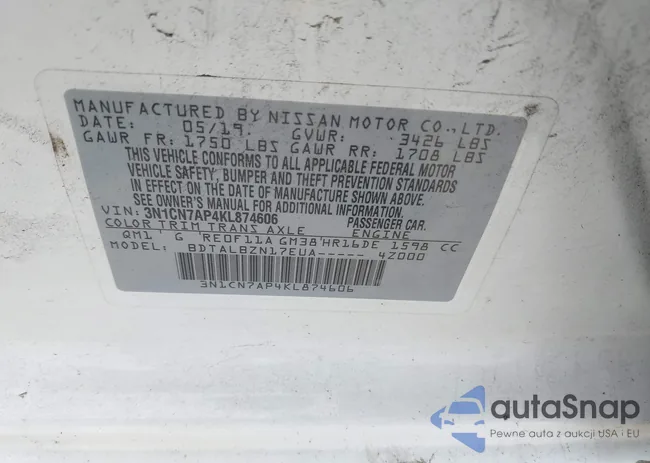 MANUFACTURED BY NISSAN MOTOR CO., LTD.
DATE: 05/19. GVWR: 3426 LBS
GAWR FR: 1750 LBS GAWR RR: 1708 LBS
THIS VEHICLE CONFORMS TO ALL APPLICABLE FEDERAL MOTOR
VEHICLE SAFETY, BUMPER AND THEFT PREVENTION STANDARDS
IN EFFECT ON THE DATE OF MANUFACTURE SHOWN ABOVE.
SEE OWNER'S MANUAL FOR ADDITIONAL INFORMATION.
VIN: 3N1CN7AP4KL874606 PASSENGER CAR.
COLOR TRIM TRANS AXLE ENGINE
QM1 G RE0F11A GM38 HR16DE 1598 CC
MODEL: BDTALBZN17EUA----- 4Z000
3N1CN7AP4KL874606
autoSnap
Pewne auta z aukcji USA i EU